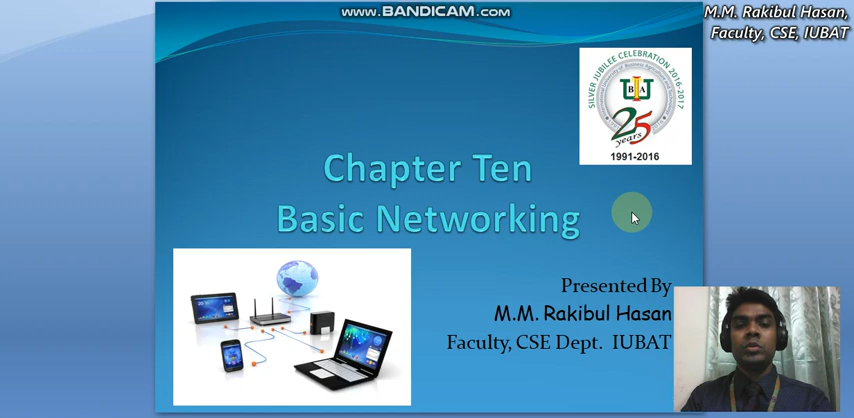 WWW.BANDICAM.COM
M.M. Rakibul Hasan,
Faculty, CSE, IUBAT
SILVER JUBILEE CELEBRATION 2016-2017
IUBAT
25
years
1991-2016
Chapter Ten
Basic Networking
Presented By
M.M. Rakibul Hasan
Faculty, CSE Dept. IUBAT